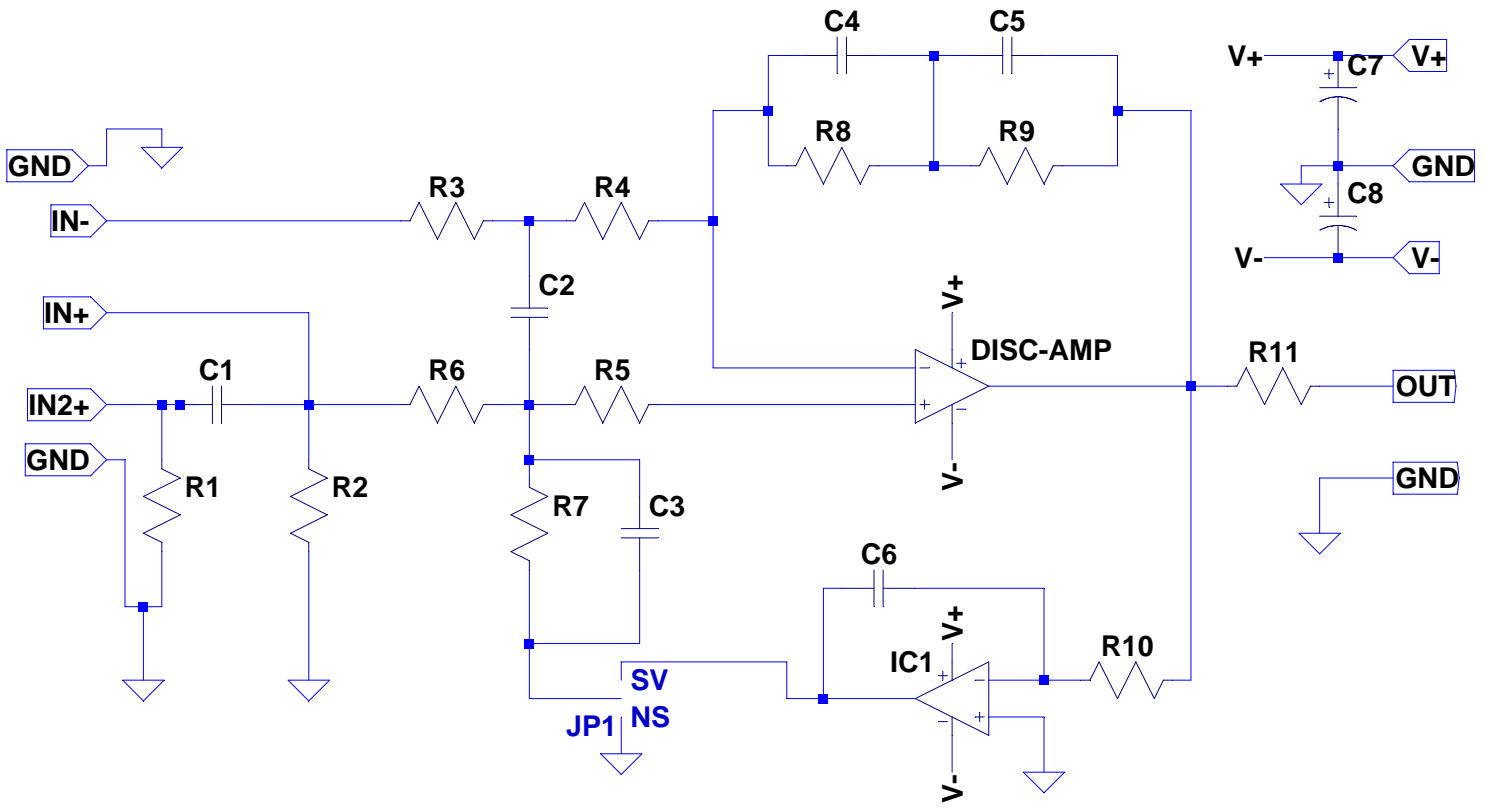 C4
C5
V+
V+
C7
R8
R9
GND
GND
C8
R3
R4
IN-
V-
V-
C2
V+
IN+
DISC-AMP
R11
C1
R6
R5
IN2+
OUT
GND
V-
GND
R1
R2
R7
C3
C6
V+
IC1
R10
SV
JP1
NS
V-